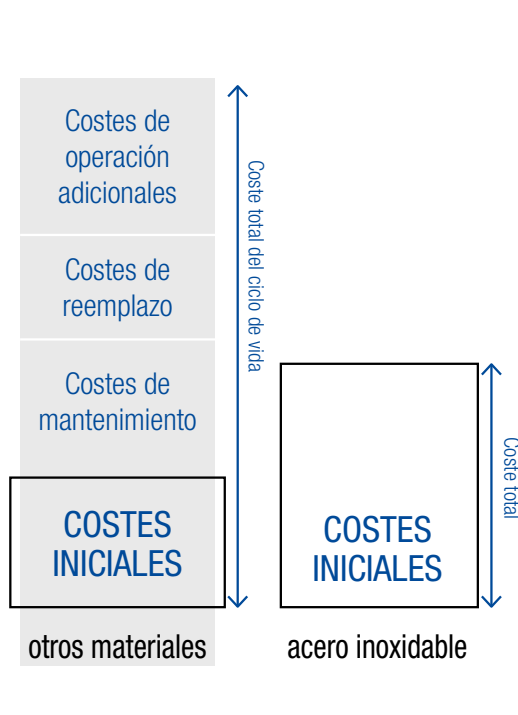 Costes de
operación
adicionales
Costes de
reemplazo
Costes de
mantenimiento
COSTES
INICIALES
otros materiales
Coste total del ciclo de vida
COSTES
INICIALES
acero inoxidable
Coste total